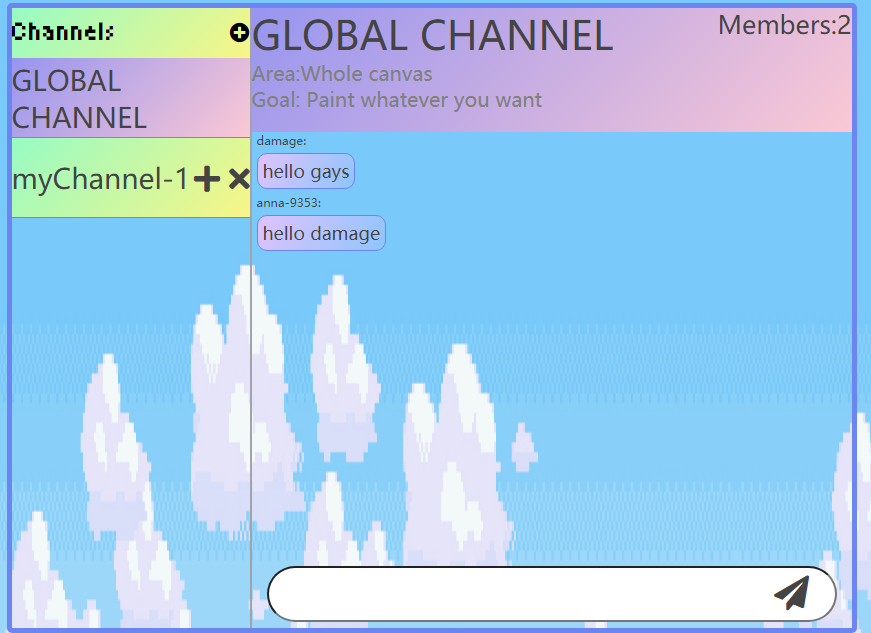 Channels
GLOBAL
CHANNEL
myChannel-1
GLOBAL CHANNEL
Members:2
Area:Whole canvas
Goal: Paint whatever you want
damage:
hello gays
anna-9353:
hello damage